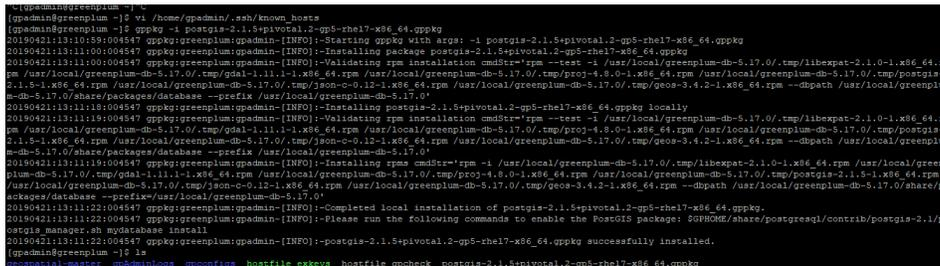 ^C[gpadmin@greenplum ~]^C
[gpadmin@greenplum ~]$ vi /home/gpadmin/.ssh/known_hosts
[gpadmin@greenplum ~]$ gppkg -i postgis-2.1.5+pivotal.2-gp5-rhel7-x86_64.gppkg
20190421:13:10:59:004547 gppkg:greenplum:gpadmin-[INFO]:-Starting gppkg with args: -i postgis-2.1.5+pivotal.2-gp5-rhel7-x86_64.gppkg
20190421:13:11:00:004547 gppkg:greenplum:gpadmin-[INFO]:-Installing package postgis-2.1.5+pivotal.2-gp5-rhel7-x86_64.gppkg
20190421:13:11:00:004547 gppkg:greenplum:gpadmin-[INFO]:-Validating rpm installation cmdStr='rpm --test -i /usr/local/greenplum-db-5.17.0/.tmp/libexpat-2.1.0-1.x86_64.r
pm /usr/local/greenplum-db-5.17.0/.tmp/gdal-1.11.1-1.x86_64.rpm /usr/local/greenplum-db-5.17.0/.tmp/proj-4.8.0-1.x86_64.rpm /usr/local/greenplum-db-5.17.0/.tmp/postgis-
2.1.5-1.x86_64.rpm /usr/local/greenplum-db-5.17.0/.tmp/json-c-0.12-1.x86_64.rpm /usr/local/greenplum-db-5.17.0/.tmp/geos-3.4.2-1.x86_64.rpm --dbpath /usr/local/greenplu
m-db-5.17.0/share/packages/database --prefix /usr/local/greenplum-db-5.17.0'
20190421:13:11:18:004547 gppkg:greenplum:gpadmin-[INFO]:-Installing postgis-2.1.5+pivotal.2-gp5-rhel7-x86_64.gppkg locally
20190421:13:11:19:004547 gppkg:greenplum:gpadmin-[INFO]:-Validating rpm installation cmdStr='rpm --test -i /usr/local/greenplum-db-5.17.0/.tmp/libexpat-2.1.0-1.x86_64.r
pm /usr/local/greenplum-db-5.17.0/.tmp/gdal-1.11.1-1.x86_64.rpm /usr/local/greenplum-db-5.17.0/.tmp/proj-4.8.0-1.x86_64.rpm /usr/local/greenplum-db-5.17.0/.tmp/postgis-
2.1.5-1.x86_64.rpm /usr/local/greenplum-db-5.17.0/.tmp/json-c-0.12-1.x86_64.rpm /usr/local/greenplum-db-5.17.0/.tmp/geos-3.4.2-1.x86_64.rpm --dbpath /usr/local/greenplu
m-db-5.17.0/share/packages/database --prefix /usr/local/greenplum-db-5.17.0'
20190421:13:11:19:004547 gppkg:greenplum:gpadmin-[INFO]:-Installing rpms cmdStr='rpm -i /usr/local/greenplum-db-5.17.0/.tmp/libexpat-2.1.0-1.x86_64.rpm /usr/local/green
plum-db-5.17.0/.tmp/gdal-1.11.1-1.x86_64.rpm /usr/local/greenplum-db-5.17.0/.tmp/proj-4.8.0-1.x86_64.rpm /usr/local/greenplum-db-5.17.0/.tmp/postgis-2.1.5-1.x86_64.rpm
/usr/local/greenplum-db-5.17.0/.tmp/json-c-0.12-1.x86_64.rpm /usr/local/greenplum-db-5.17.0/.tmp/geos-3.4.2-1.x86_64.rpm --dbpath /usr/local/greenplum-db-5.17.0/share/p
ackages/database --prefix=/usr/local/greenplum-db-5.17.0'
20190421:13:11:22:004547 gppkg:greenplum:gpadmin-[INFO]:-Completed local installation of postgis-2.1.5+pivotal.2-gp5-rhel7-x86_64.gppkg.
20190421:13:11:22:004547 gppkg:greenplum:gpadmin-[INFO]:-Please run the following commands to enable the PostGIS package: $GPHOME/share/postgresql/contrib/postgis-2.1/p
ostgis_manager.sh mydatabase install
20190421:13:11:22:004547 gppkg:greenplum:gpadmin-[INFO]:-postgis-2.1.5+pivotal.2-gp5-rhel7-x86_64.gppkg successfully installed.
[gpadmin@greenplum ~]$ ls
geospatial-master gpAdminLogs gpconfigs hostfile_exkeys hostfile_gpcheck postgis-2.1.5+pivotal.2-gp5-rhel7-x86_64.gppkg